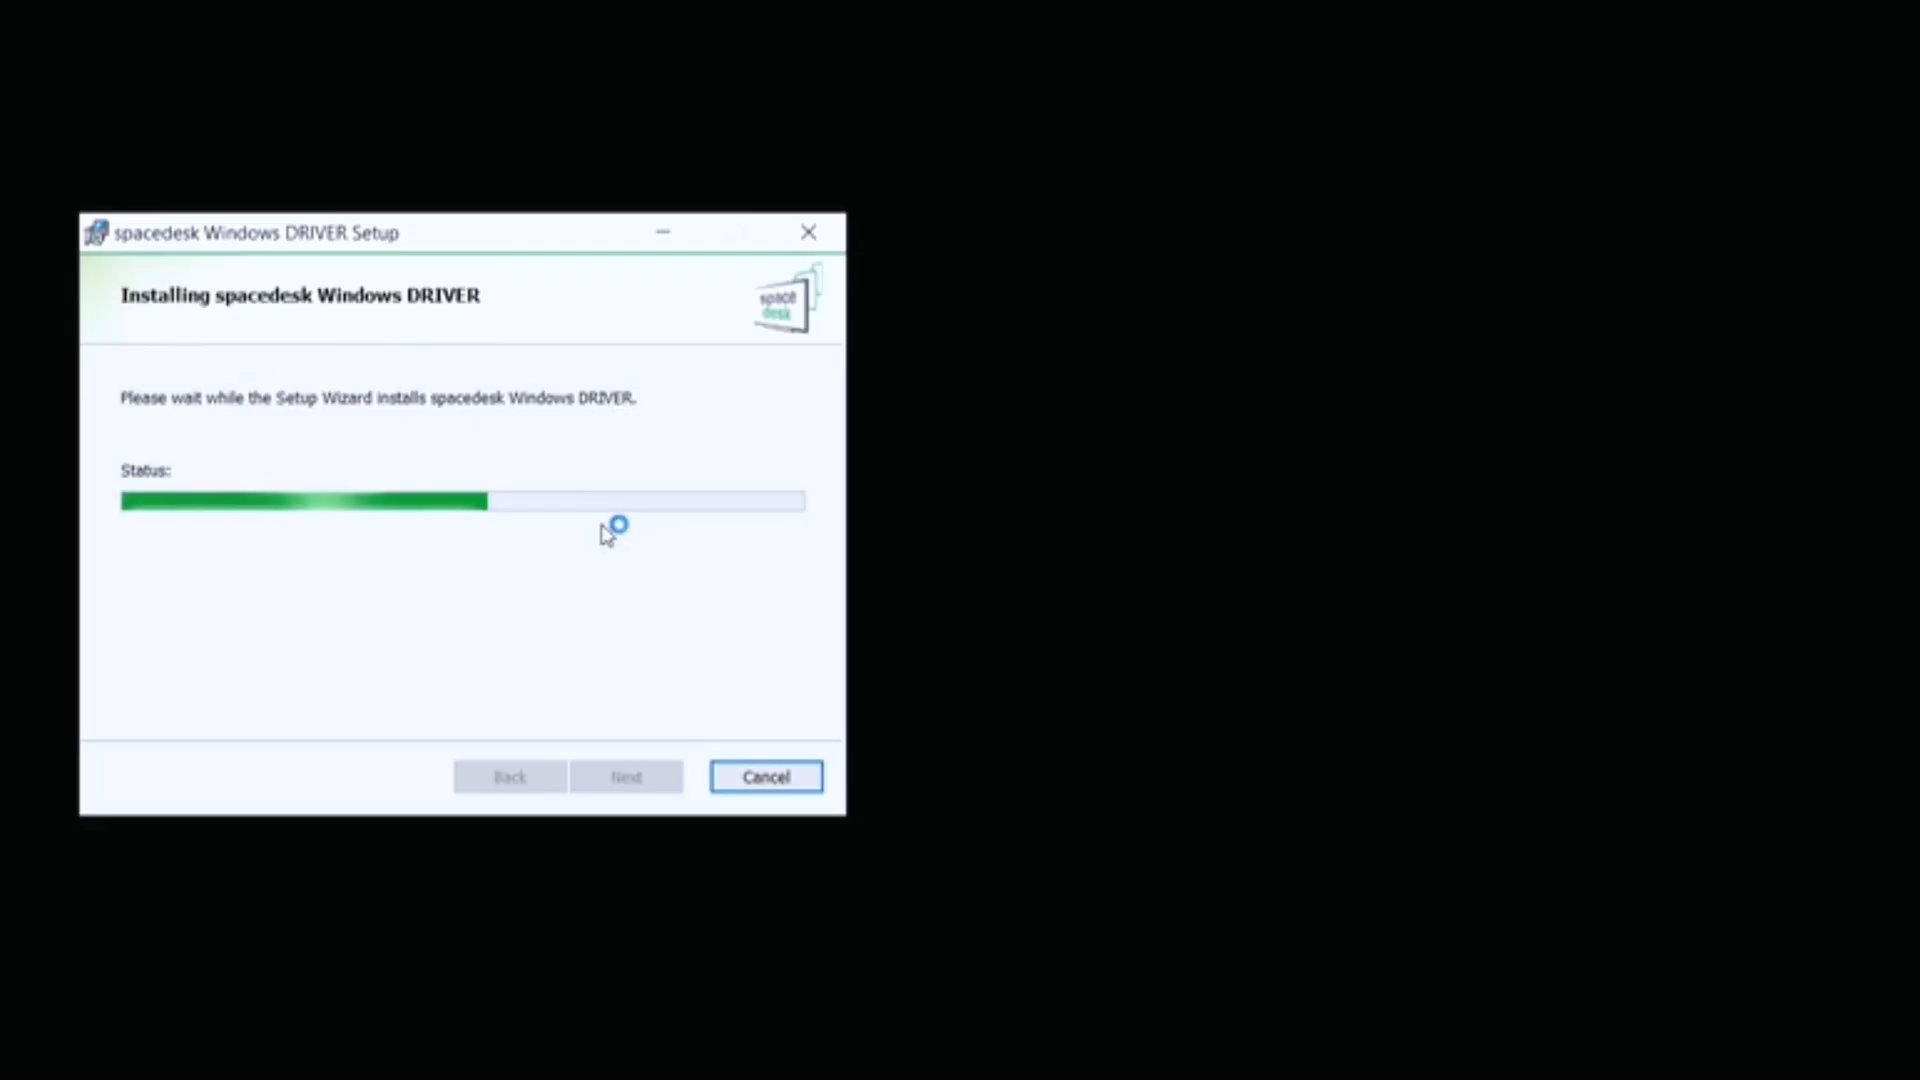 spacedesk Windows DRIVER Setup
Installing spacedesk Windows DRIVER
space
desk
Please wait while the Setup Wizard installs spacedesk Windows DRIVER.
Status:
Back Next Cancel